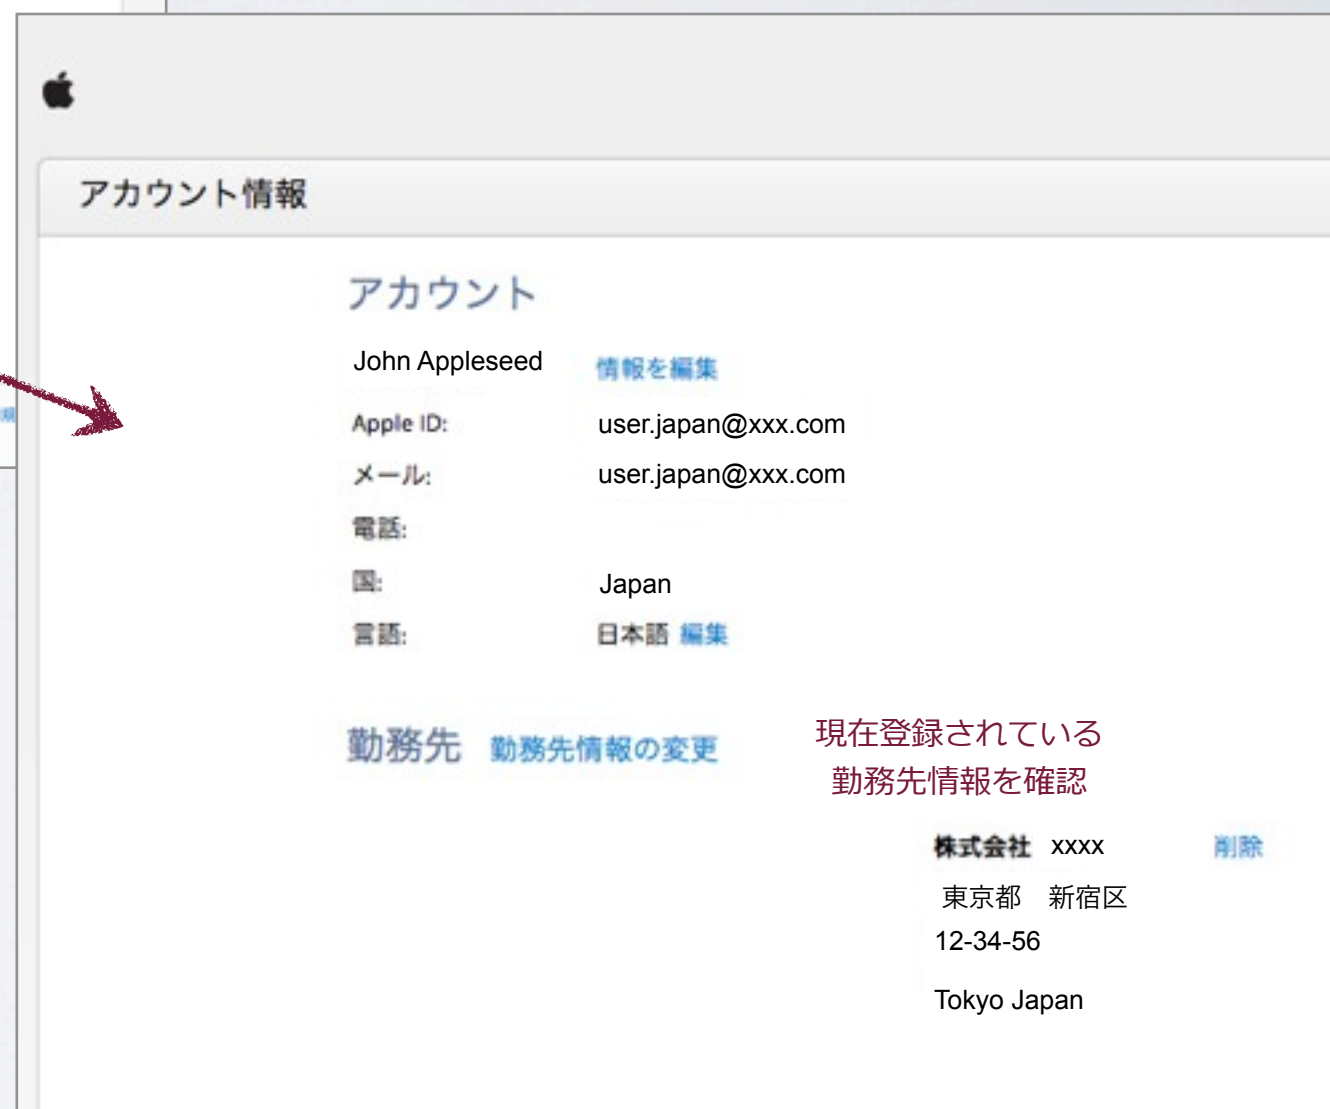 アカウント情報
アカウント
John Appleseed 情報を編集
Apple ID: user.japan@xxx.com
メール: user.japan@xxx.com
電話:
国: Japan
言語: 日本語 編集
勤務先 勤務先情報の変更
現在登録されている
勤務先情報を確認
株式会社 xxxx 削除
東京都 新宿区
12-34-56
Tokyo Japan